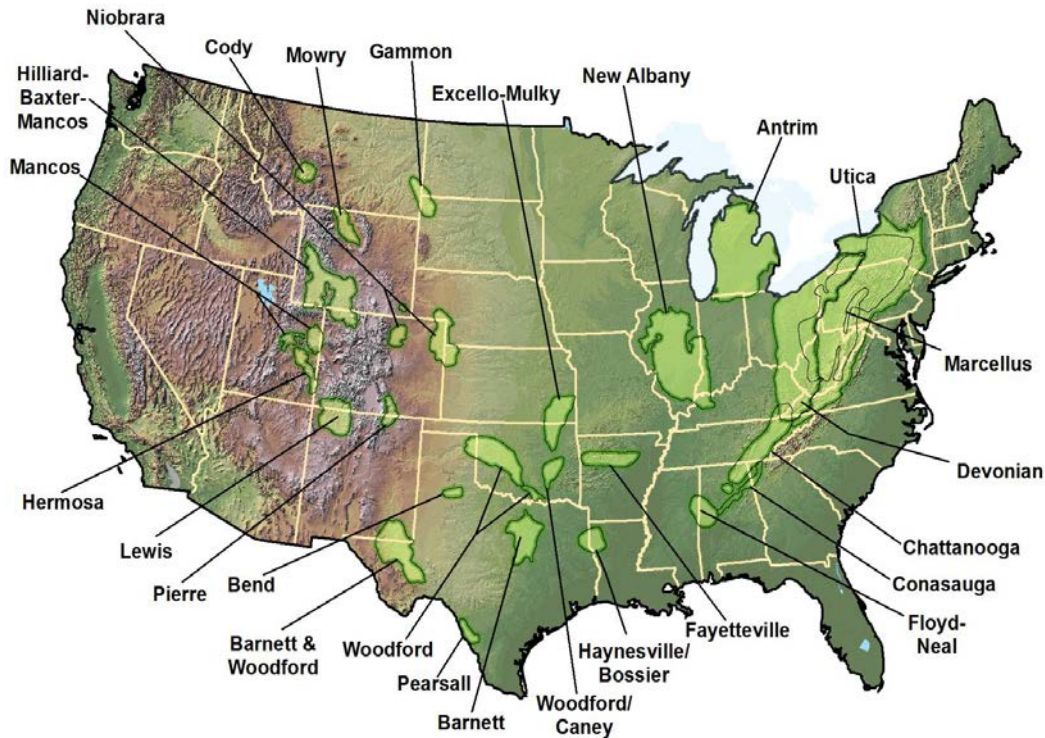 Niobrara
Cody
Mowry
Gammon
Hilliard-
Baxter-
Mancos
Excello-Mulky
New Albany
Antrim
Utica
Mancos
Marcellus
Devonian
Hermosa
Lewis
Pierre
Bend
Chattanooga
Conasauga
Floyd-
Neal
Barnett &
Woodford
Woodford
Pearsall
Barnett
Haynesville/
Bossier
Fayetteville
Woodford/
Caney